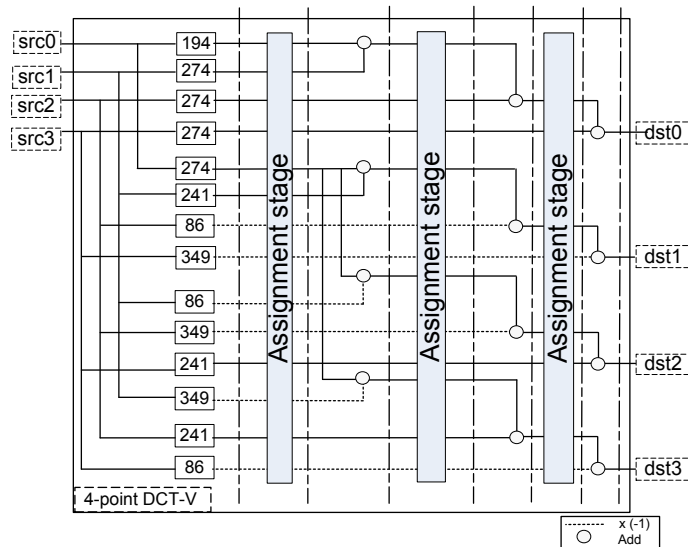 src0
194
src1
274
src2
274
src3
274
dst0
274
241
86
349
dst1
86
349
241
dst2
349
241
86
dst3
Assignment stage
Assignment stage
Assignment stage
4-point DCT-V
x (-1)
Add